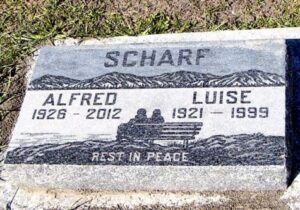 SCHARF
ALFRED LUISE
1926 - 2012 1921 - 1999
REST IN PEACE